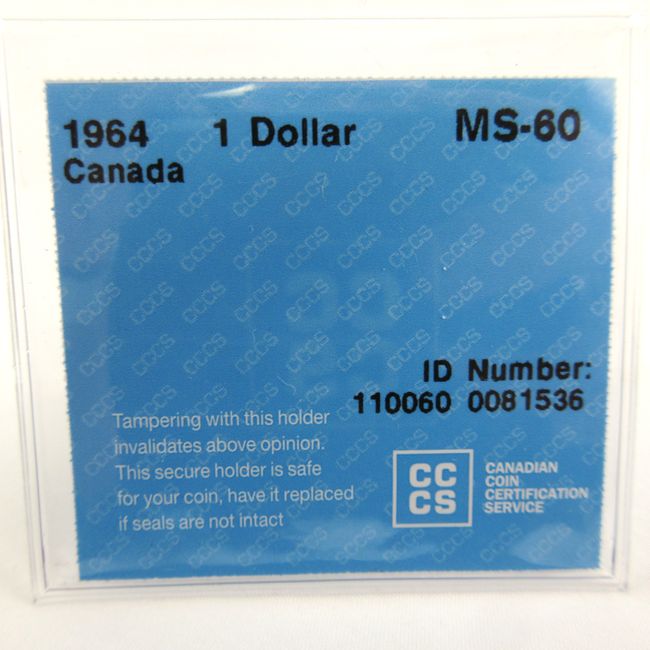 1964 1 Dollar MS-60
Canada
ID Number:
110060 0081536
Tampering with this holder
invalidates above opinion.
This secure holder is safe
for your coin, have it replaced
if seals are not intact
CC
CS
CANADIAN
COIN
CERTIFICATION
SERVICE